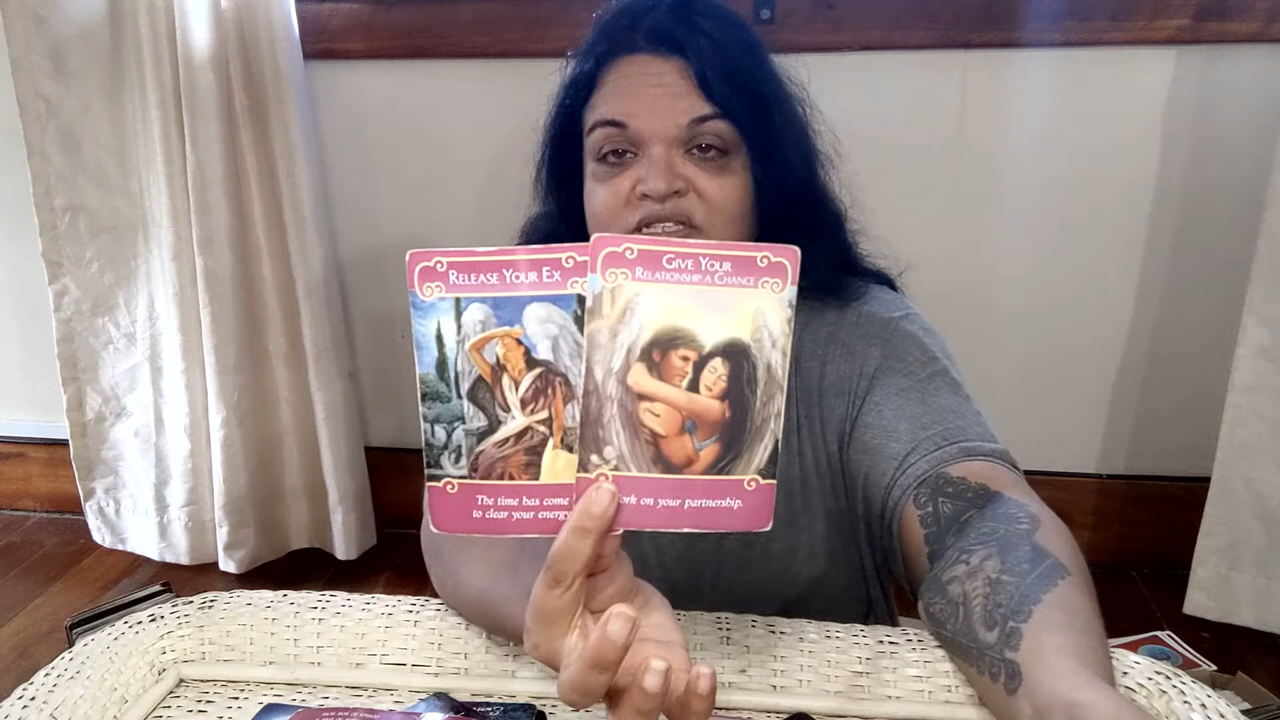 RELEASE YOUR EX
The time has come
to clear your energy
GIVE YOUR
RELATIONSHIP A CHANCE
ork on your partnership.